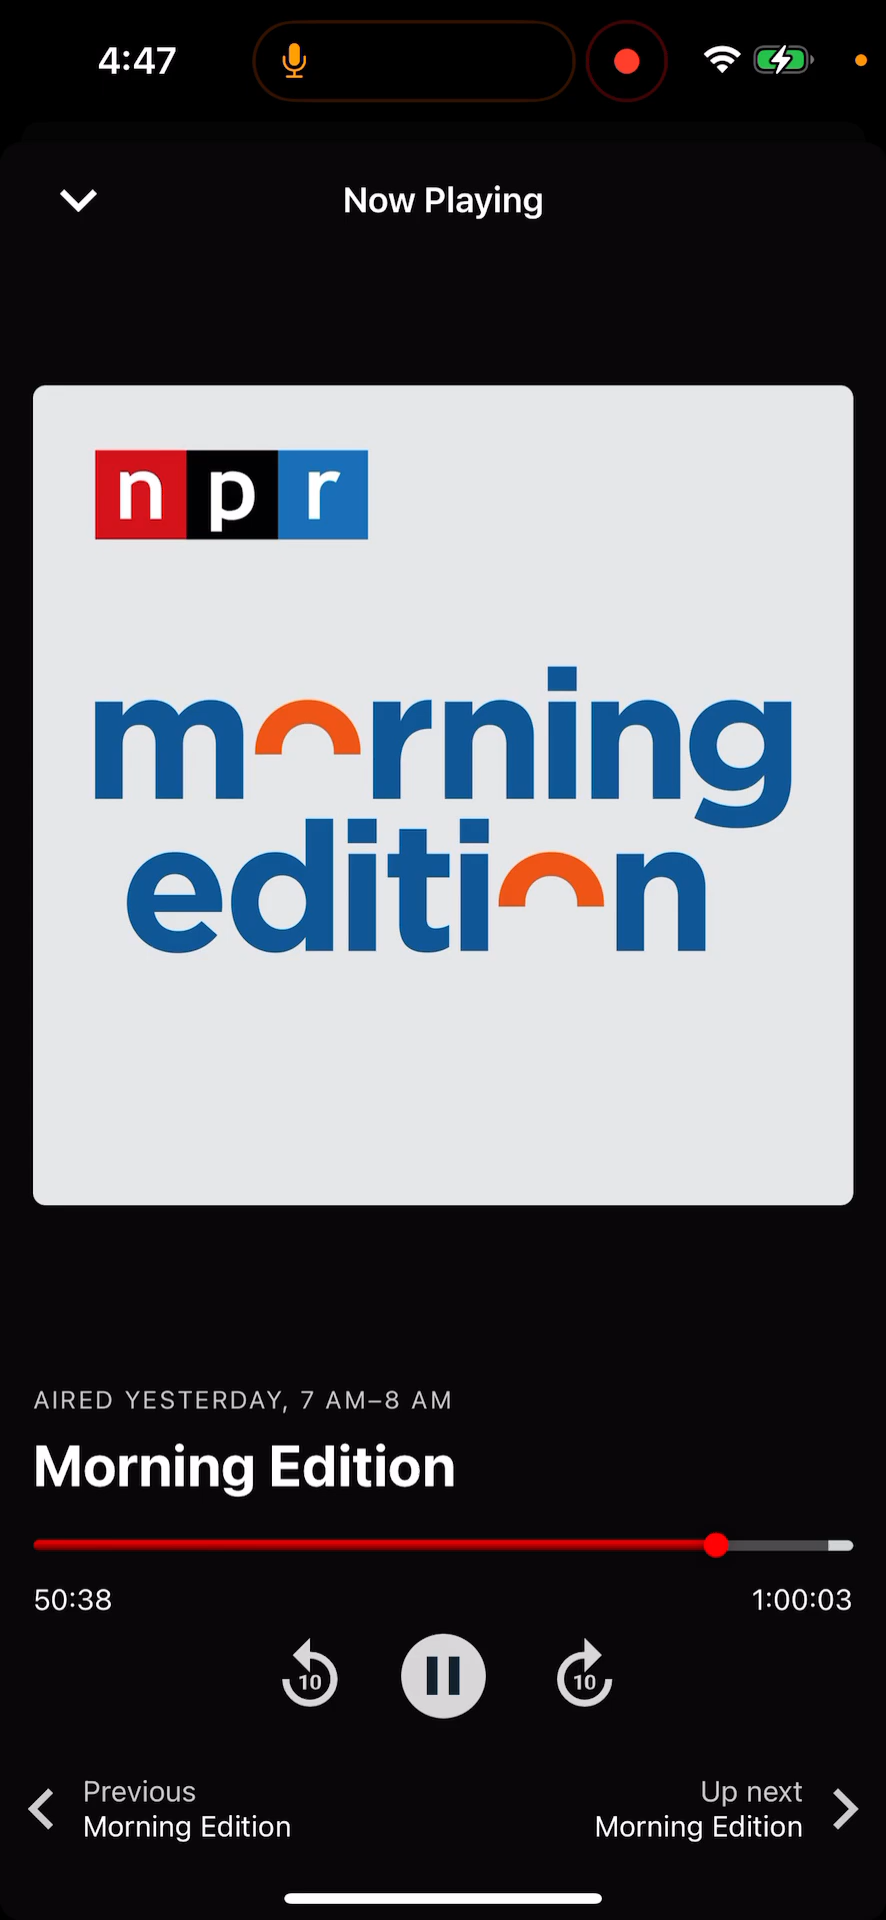 4:47
Now Playing
npr
morning
edition
AIRED YESTERDAY, 7 AM–8 AM
Morning Edition
50:38
1:00:03
10
10
Previous
Morning Edition
Up next
Morning Edition